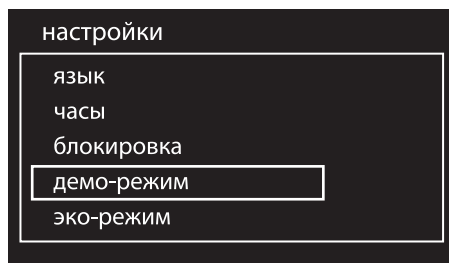 настройки
язык
часы
блокировка
демо-режим
эко-режим